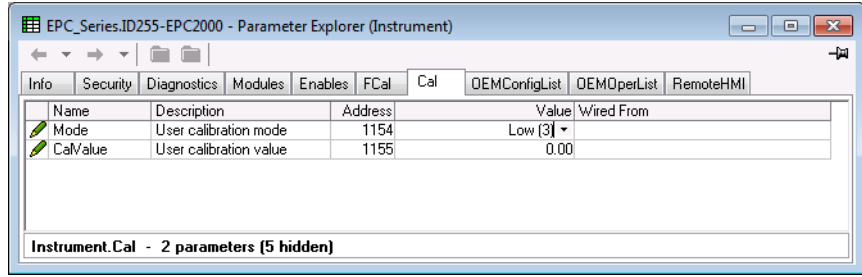 EPC_Series.ID255-EPC2000 - Parameter Explorer (Instrument)
Info Security Diagnostics Modules Enables FCal Cal OEMConfigList OEMOperList RemoteHMI
Name Description Address Value Wired From
Mode User calibration mode 1154 Low (3)
CalValue User calibration value 1155 0.00
Instrument.Cal - 2 parameters (5 hidden)